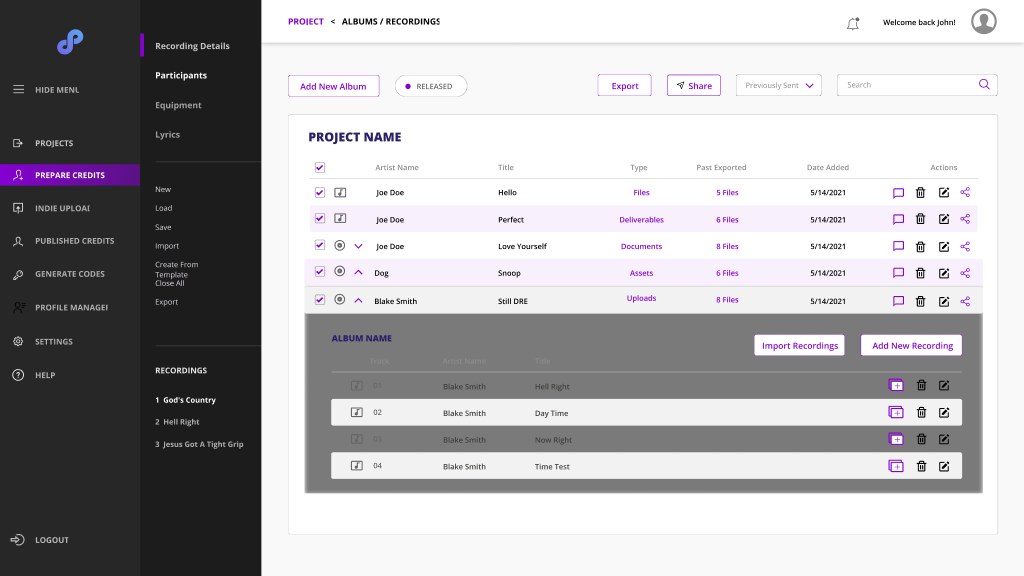 HIDE MENU
PROJECTS
PREPARE CREDITS
INDIE UPLOAI
PUBLISHED CREDITS
GENERATE CODES
PROFILE MANAGEI
SETTINGS
HELP
LOGOUT
Recording Details
Participants
Equipment
Lyrics
New
Load
Save
Import
Create From
Template
Close All
Export
RECORDINGS
1 God's Country
2 Hell Right
3 Jesus Got A Tight Grip
PROJECT < ALBUMS / RECORDINGS
Welcome back John!
Add New Album RELEASED Export Share Previously Sent Search
PROJECT NAME
Artist Name Title Type Past Exported Date Added Actions
Joe Doe Hello Files 5 Files 5/14/2021
Joe Doe Perfect Deliverables 6 Files 5/14/2021
Joe Doe Love Yourself Documents 8 Files 5/14/2021
Dog Snoop Assets 6 Files 5/14/2021
Blake Smith Still DRE Uploads 8 Files 5/14/2021
ALBUM NAME Import Recordings Add New Recording
Track Artist Name Title
01 Blake Smith Hell Right
02 Blake Smith Day Time
03 Blake Smith Now Right
04 Blake Smith Time Test